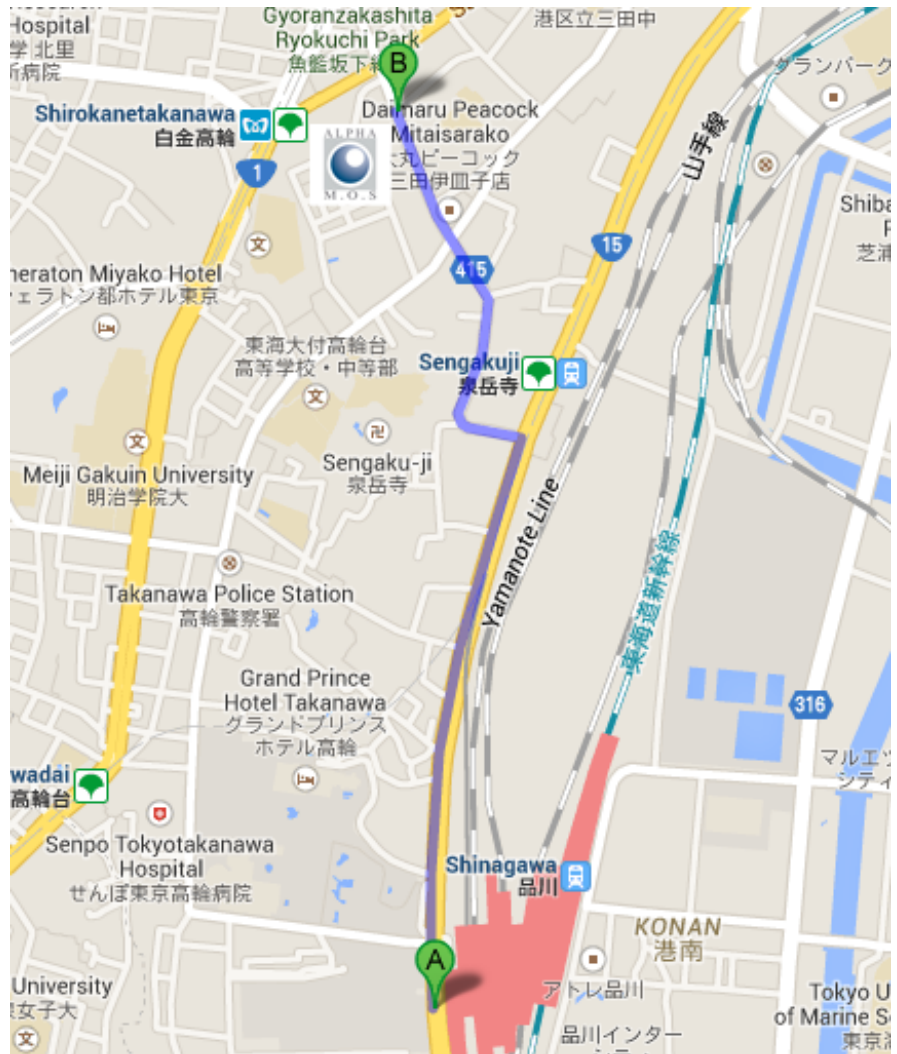 Hospital
学 北里
所病院
Gyoranzakashita
Ryokuchi Park
港区立三田中
B
グランパーク
Shirokanetakanawa
白金高輪
Daimaru Peacock
Mitaisarako
大丸ピーコック
三田伊皿子店
ALPHA
M.O.S
1
山手線
文
Shiba
芝浦
15
415
heraton Miyako Hotel
ェラトン都ホテル東京
東海大付高輪台
高等学校・中等部
文
Sengakuji
泉岳寺
文
卍
Sengaku-ji
泉岳寺
Meiji Gakuin University
明治学院大
Yamanote Line
東海道新幹線
Takanawa Police Station
高輪警察署
Grand Prince
Hotel Takanawa
グランドプリンス
ホテル高輪
316
マルエツ
シティ
wadai
高輪台
Senpo Tokyotakanawa
Hospital
せんぽ東京高輪病院
Shinagawa
品川
KONAN
港南
A
アトレ品川
University
女子大
文
Tokyo U
of Marine S
東京海
品川インター